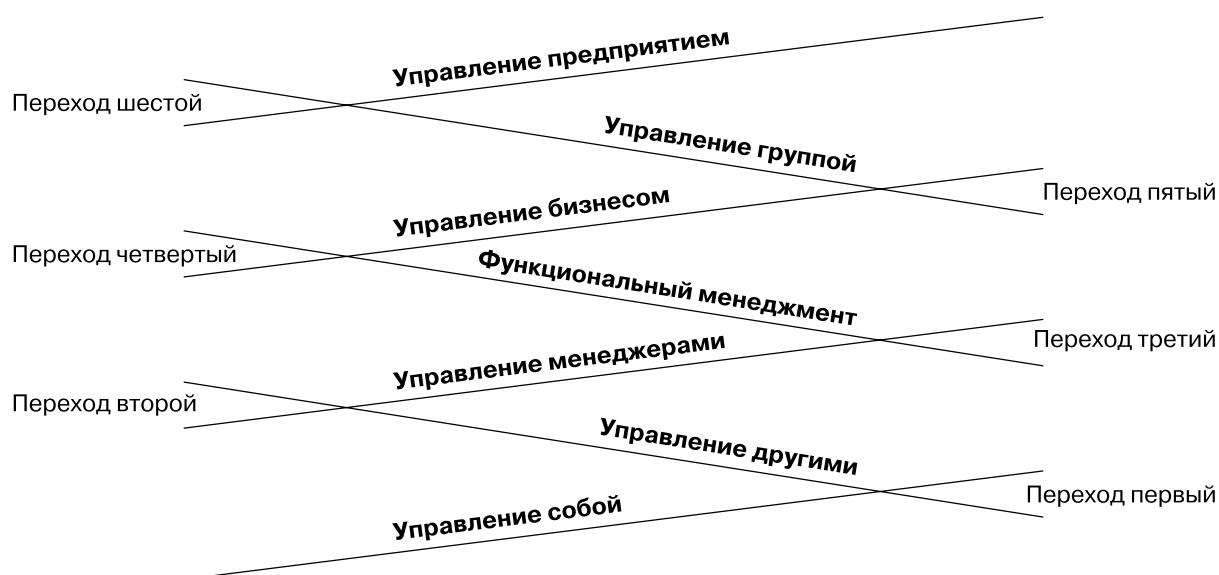 Управление предприятием
Переход шестой
Управление группой
Переход пятый
Управление бизнесом
Переход четвертый
Функциональный менеджмент
Переход третий
Управление менеджерами
Переход второй
Управление другими
Переход первый
Управление собой